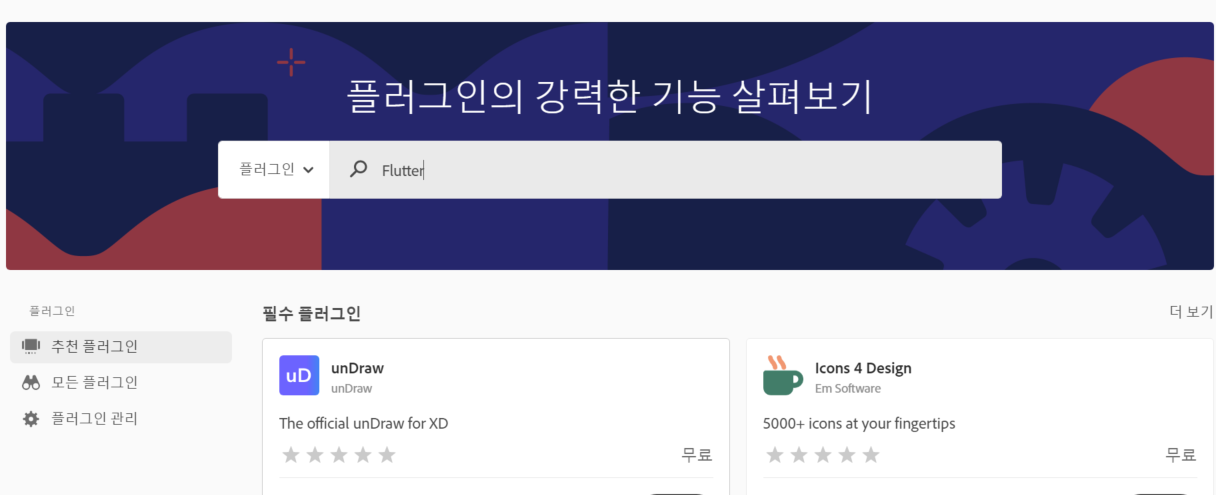 플러그인의 강력한 기능 살펴보기
플러그인 Flutter
플러그인
추천 플러그인
모든 플러그인
플러그인 관리
필수 플러그인 더 보기
uD unDraw
unDraw
The official unDraw for XD
무료
Icons 4 Design
Em Software
5000+ icons at your fingertips
무료